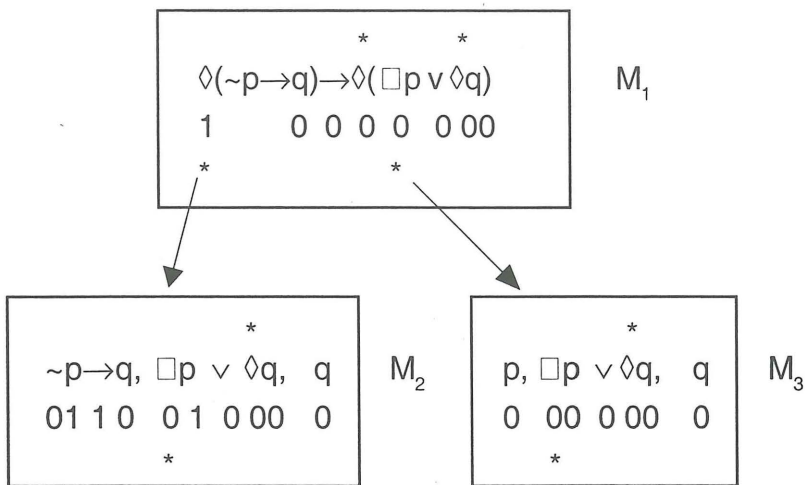 * *
◊(~p→q)→◊(□p v ◊q) M₁
1 0 0 0 0 0 00
* *
*
~p→q, □p ∨ ◊q, q M₂
01 1 0 0 1 0 00 0
*
*
p, □p ∨ ◊q, q M₃
0 00 0 00 0
*